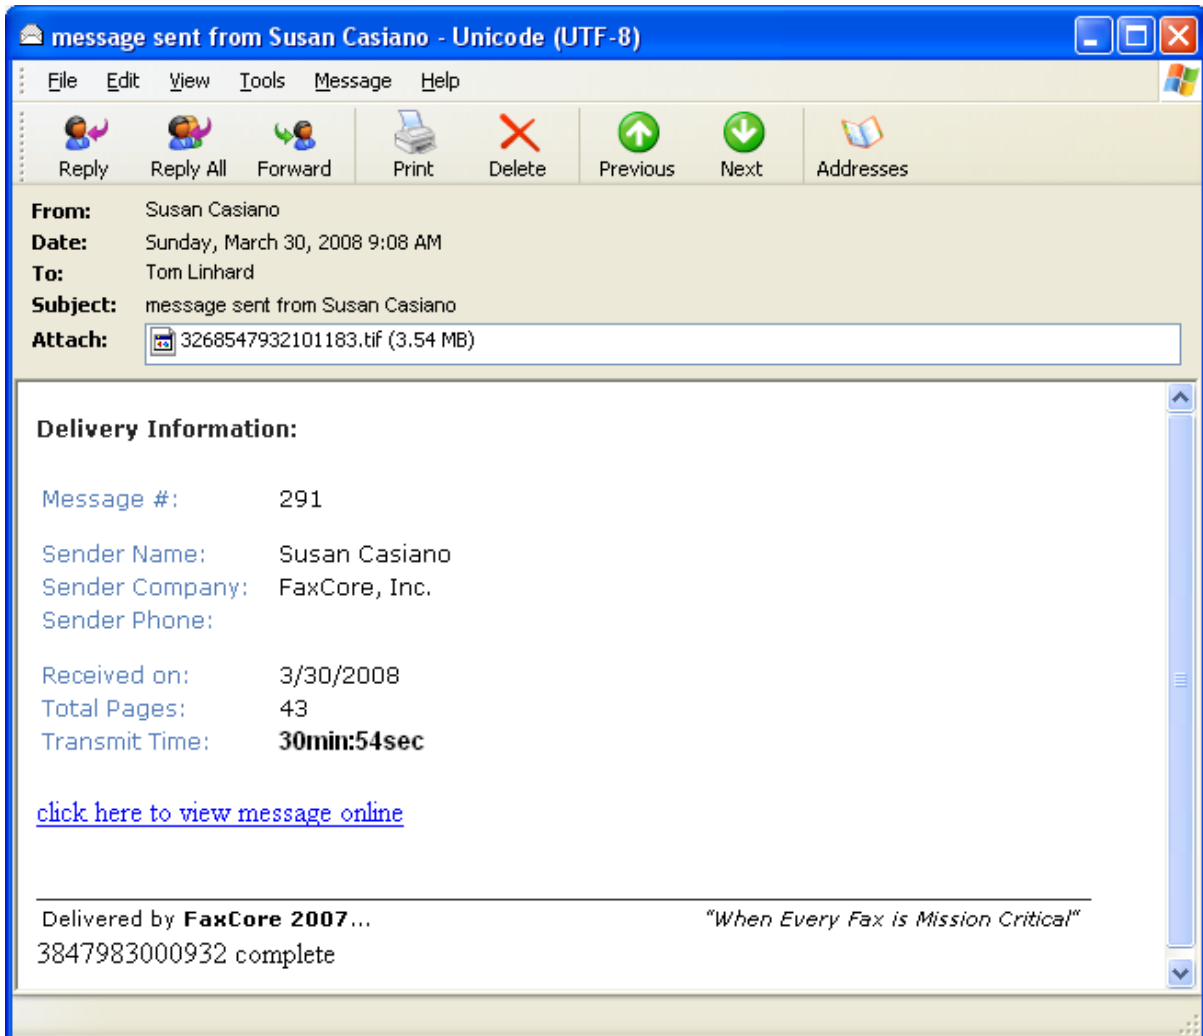 message sent from Susan Casiano - Unicode (UTF-8)
File Edit View Tools Message Help
Reply Reply All Forward Print Delete Previous Next Addresses
From: Susan Casiano
Date: Sunday, March 30, 2008 9:08 AM
To: Tom Linhard
Subject: message sent from Susan Casiano
Attach: 3268547932101183.tif (3.54 MB)
Delivery Information:
Message #: 291
Sender Name: Susan Casiano
Sender Company: FaxCore, Inc.
Sender Phone:
Received on: 3/30/2008
Total Pages: 43
Transmit Time: 30min:54sec
click here to view message online
Delivered by FaxCore 2007... "When Every Fax is Mission Critical"
3847983000932 complete